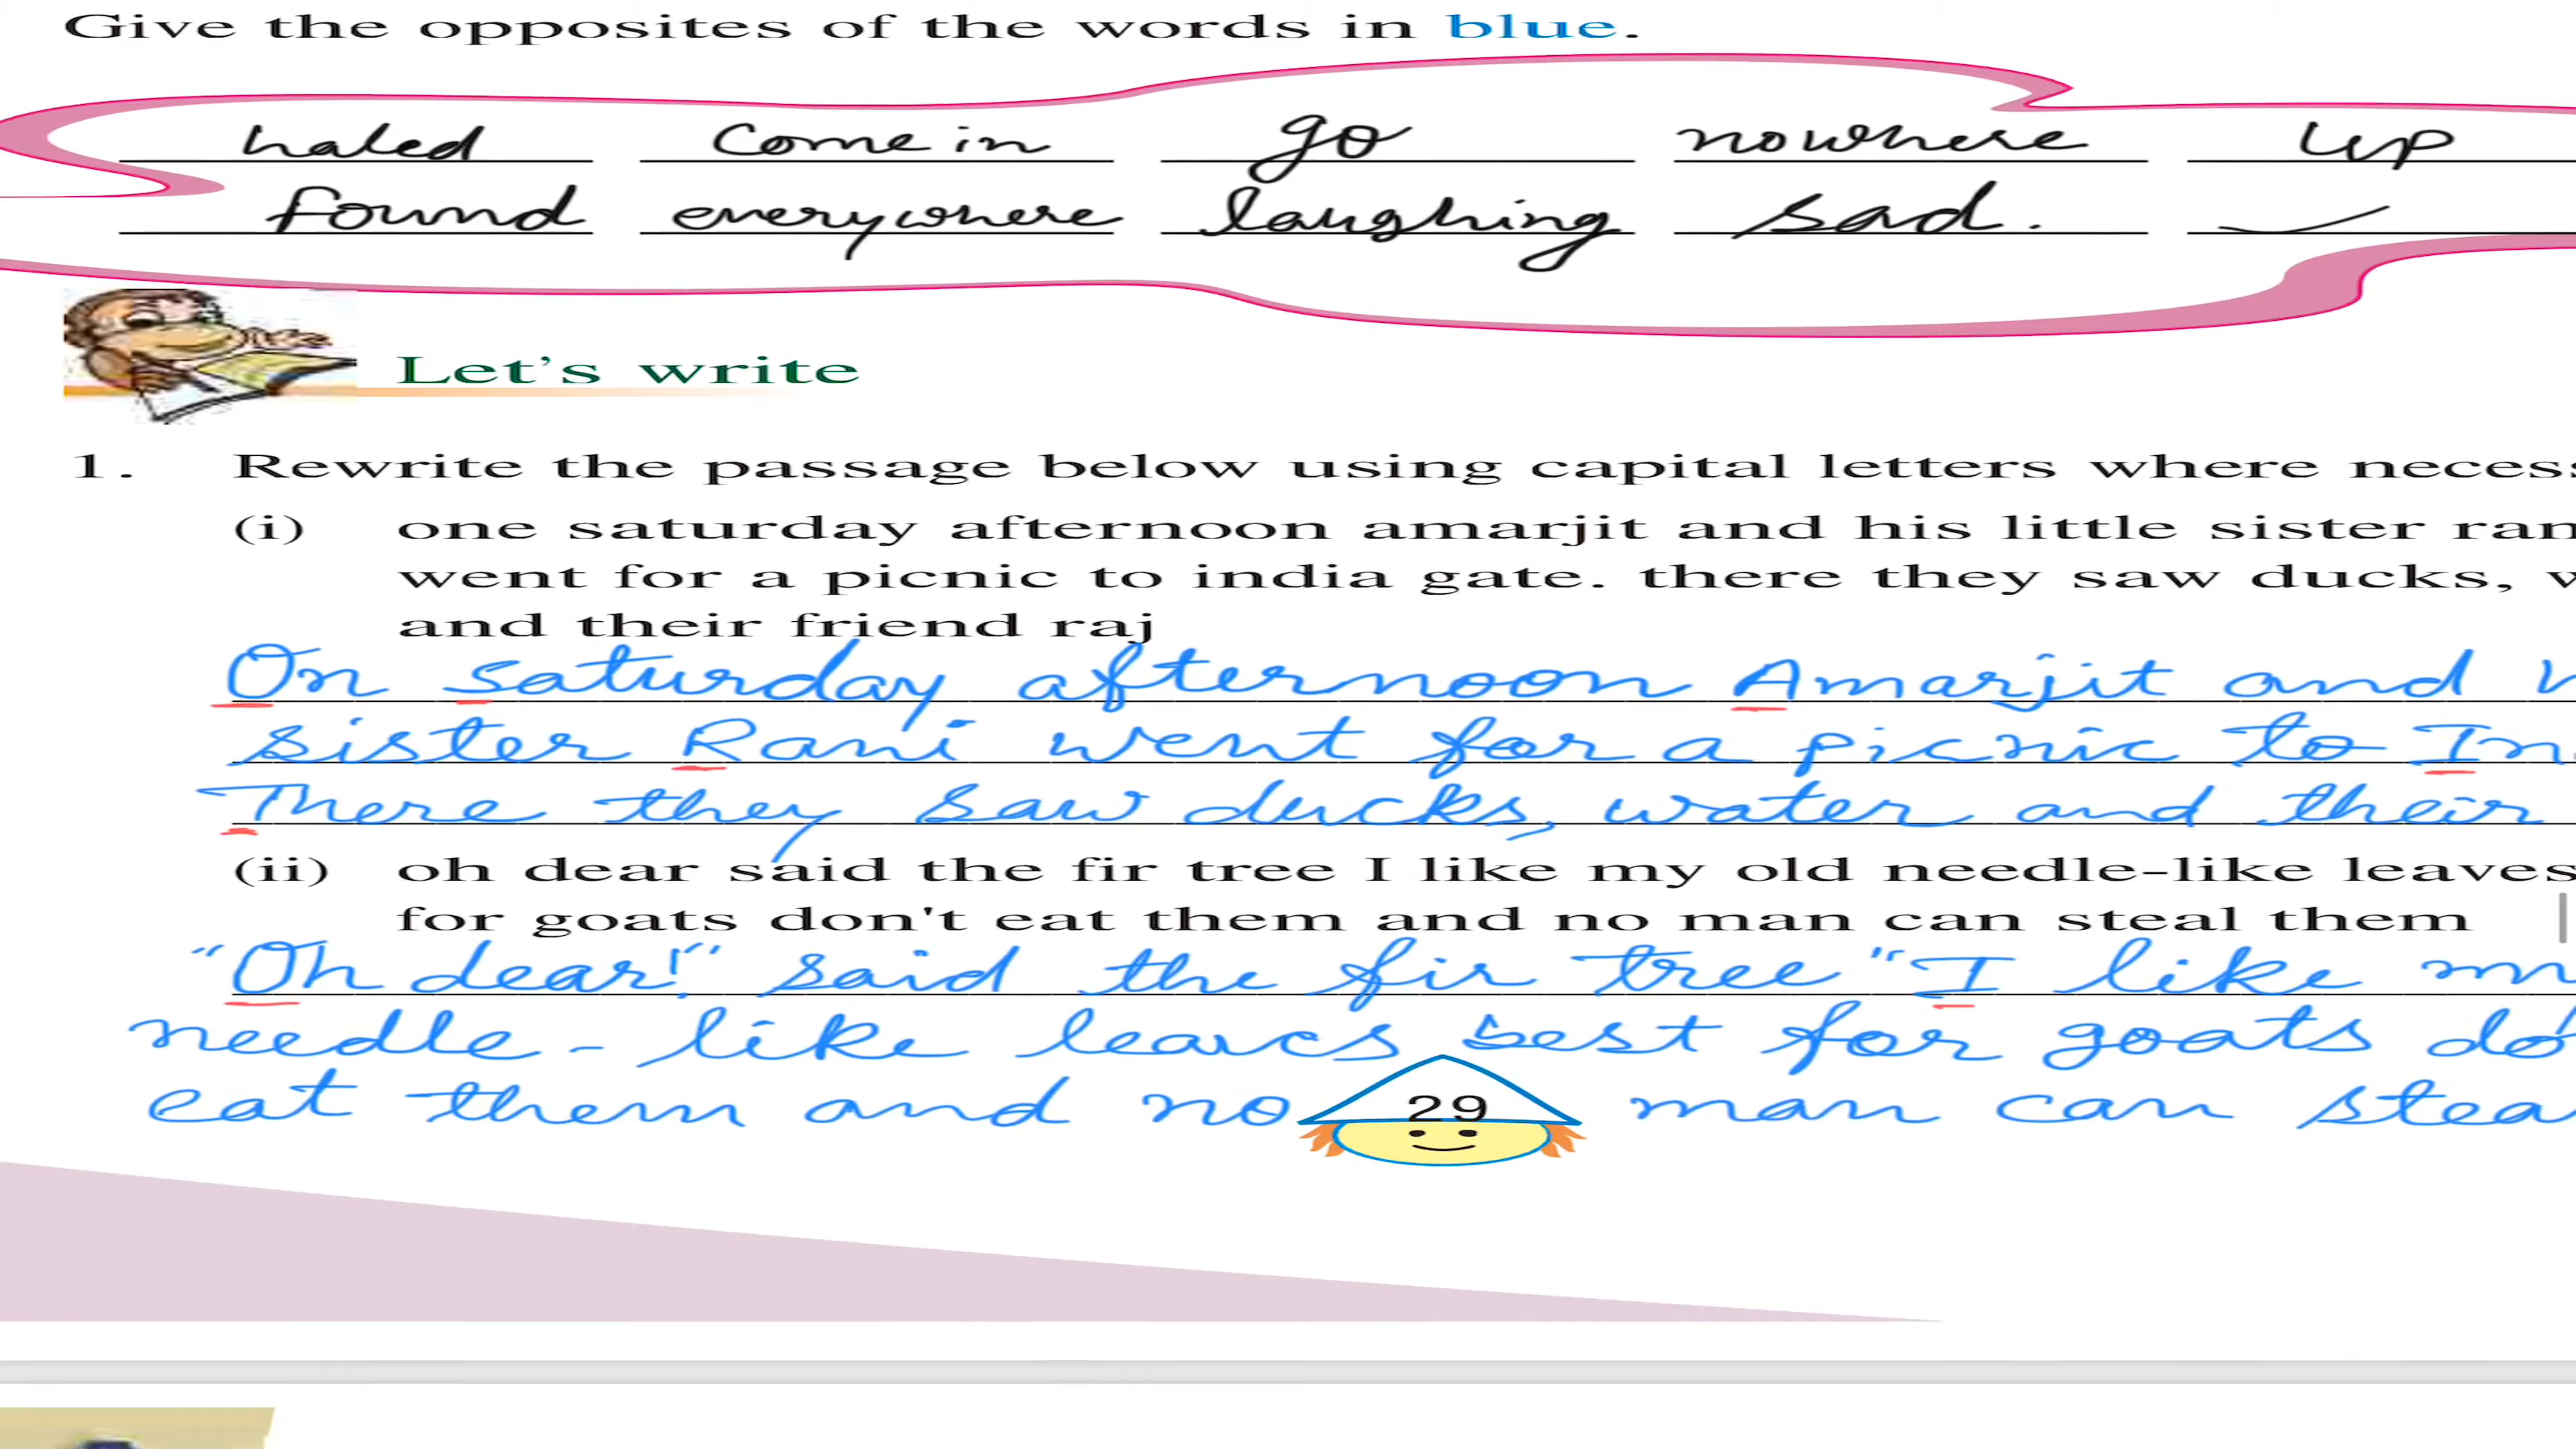 Give the opposites of the words in blue.
haled come in go nowhere up
found everywhere laughing sad.
Let's write
1. Rewrite the passage below using capital letters where necess
(i) one saturday afternoon amarjit and his little sister ran
went for a picnic to india gate. there they saw ducks, w
and their friend raj
On saturday afternoon Amarjit and h
sister Rani went for a picnic to In
There they saw ducks, water and their
(ii) oh dear said the fir tree I like my old needle-like leaves
for goats don't eat them and no man can steal them
"Oh dear!" said the fir tree "I like m
needle-like leaves best for goats do
eat them and no man can stea
29